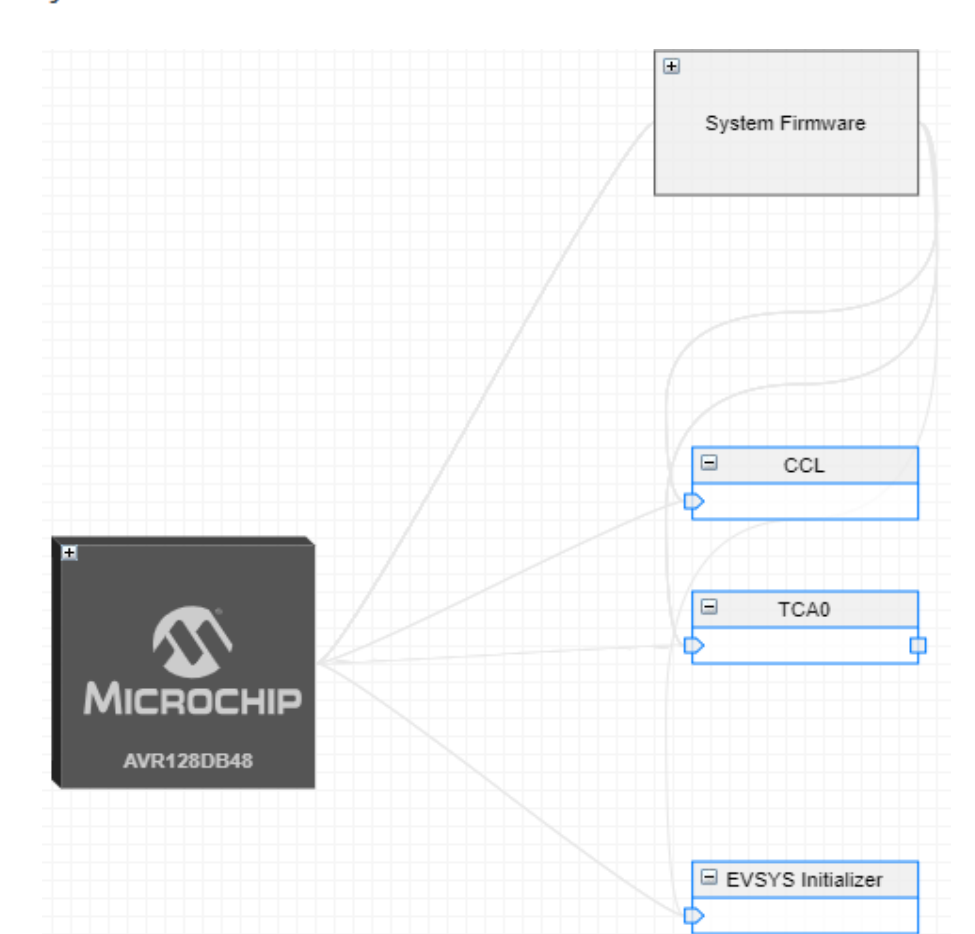 System Firmware
CCL
TCA0
MICROCHIP
AVR128DB48
EVSYS Initializer